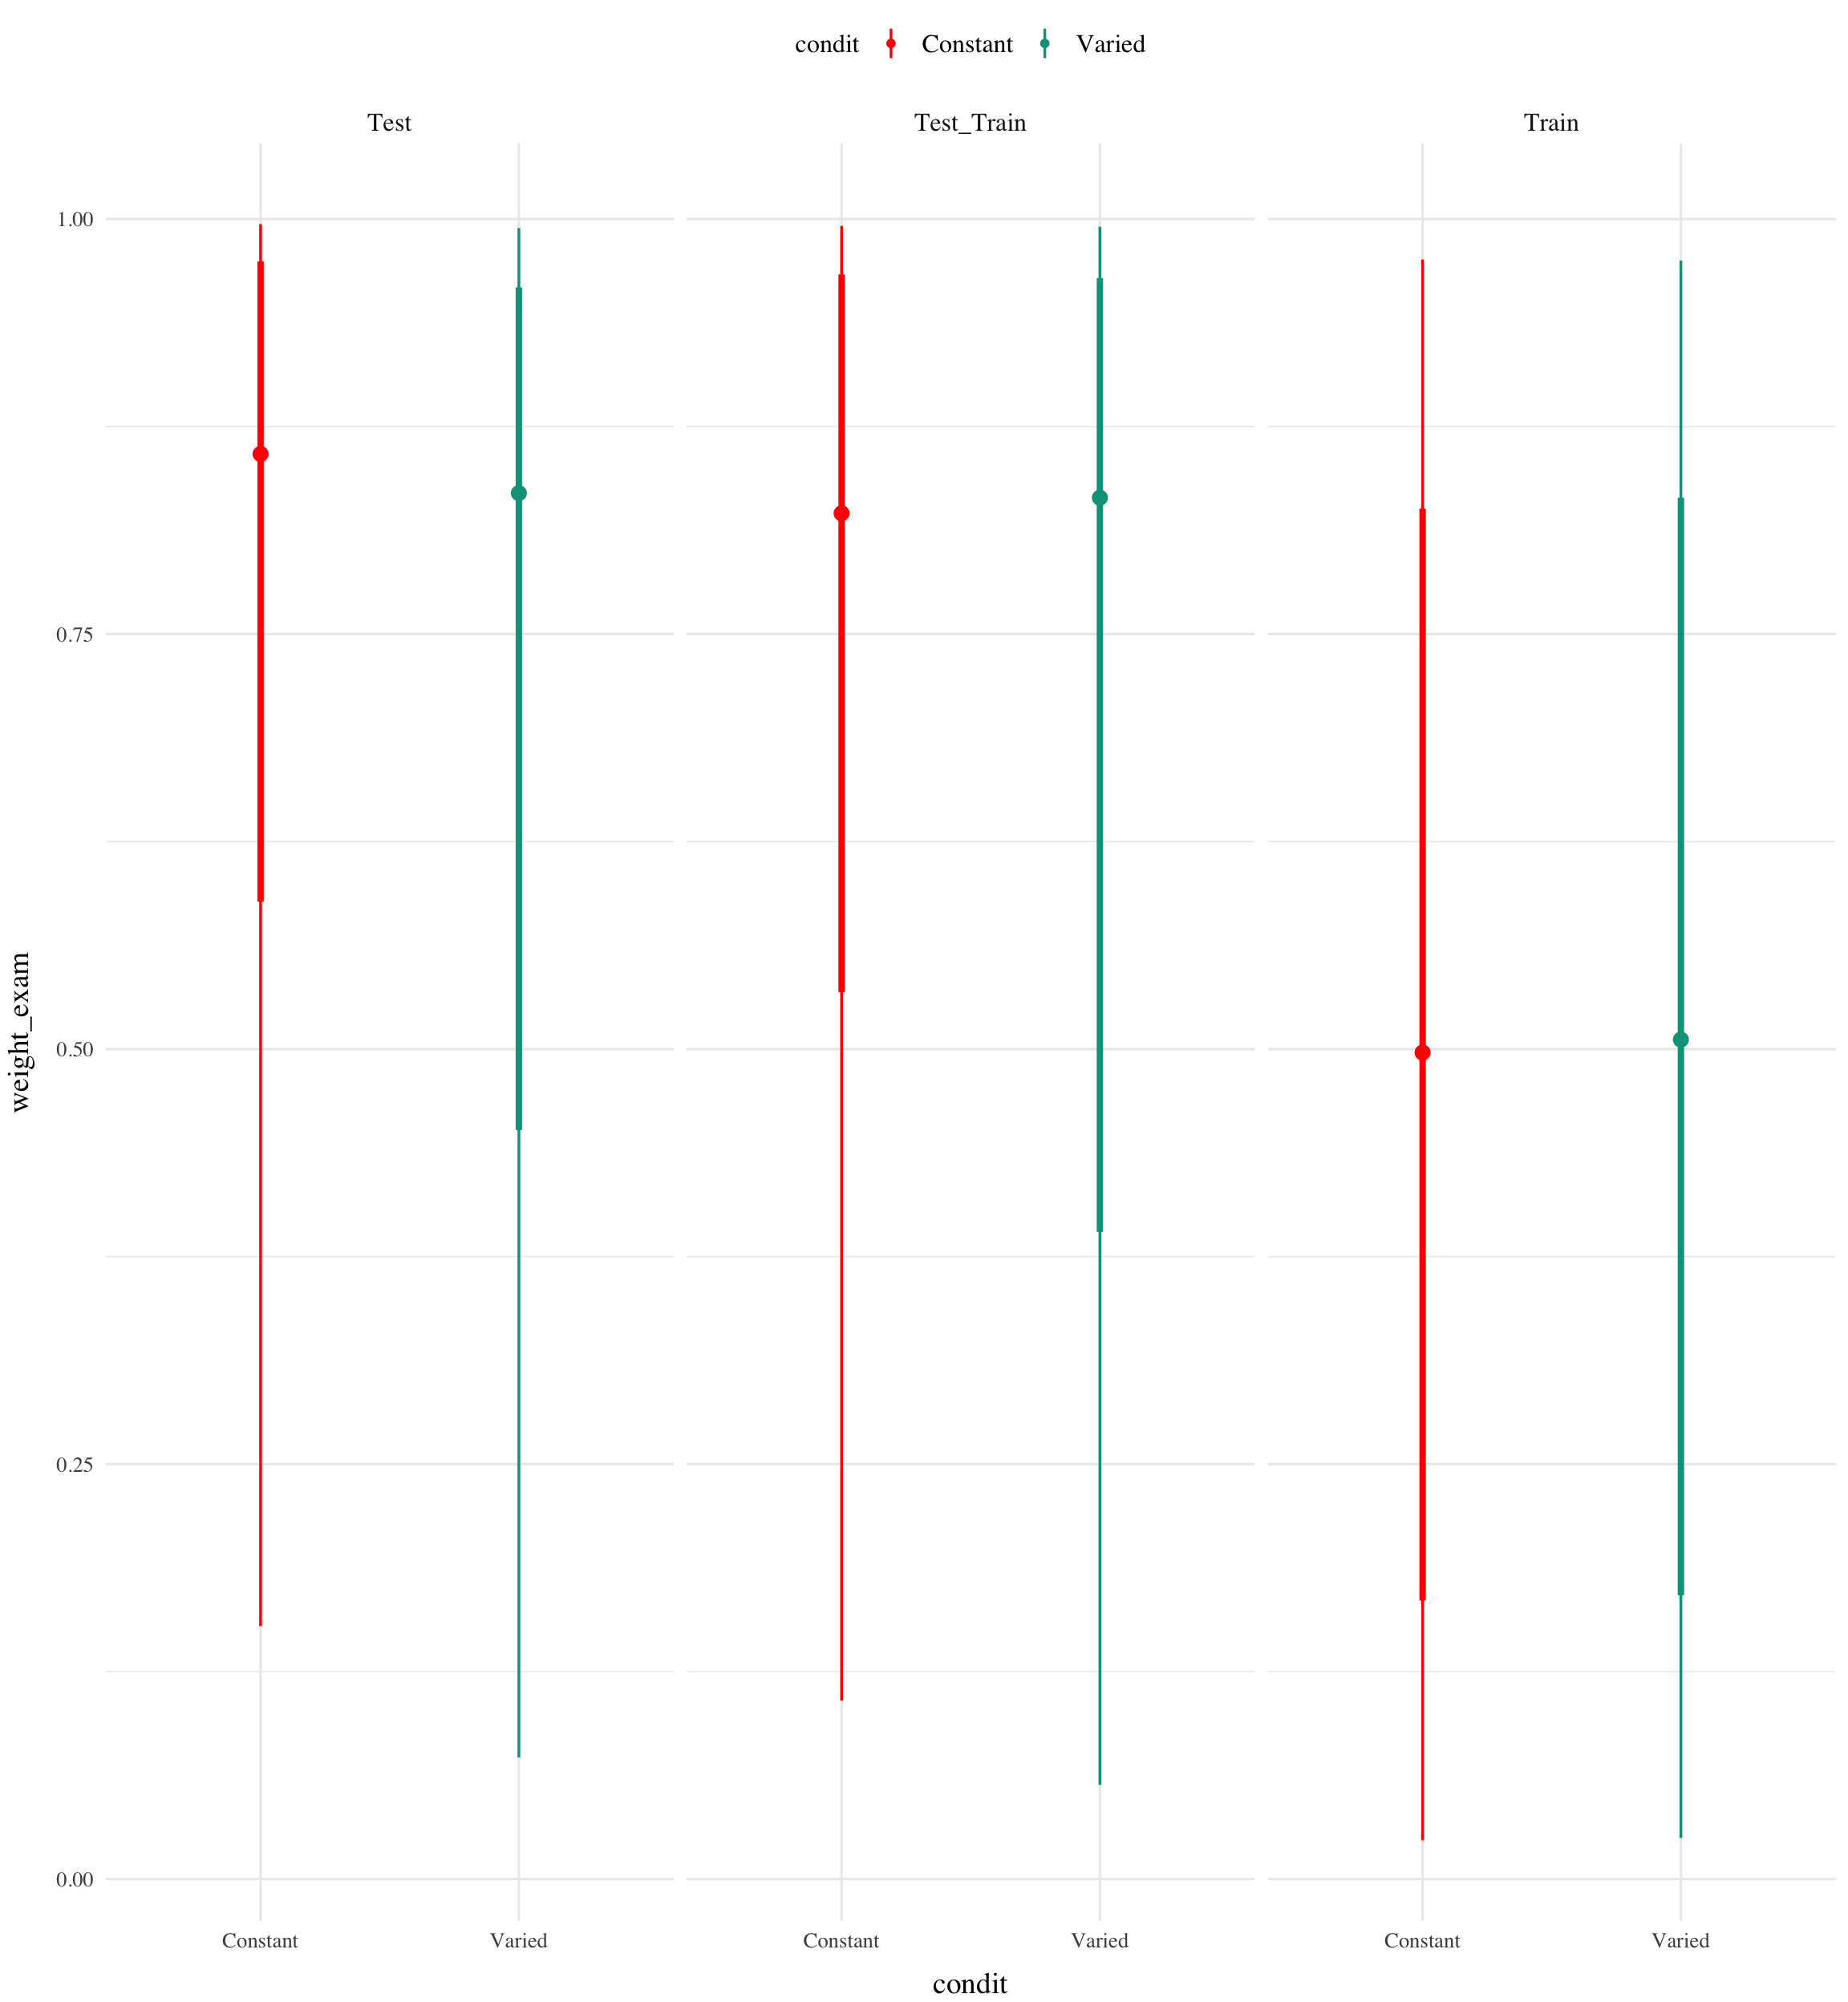 condit Constant Varied
Test Test_Train Train
1.00
0.75
0.50
0.25
0.00
weight_exam
Constant Varied Constant Varied Constant Varied
condit